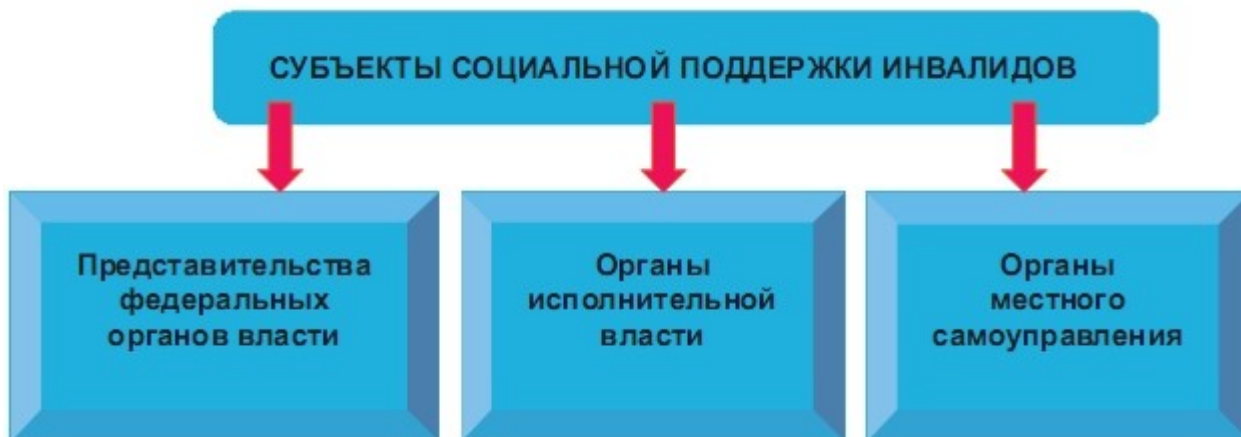 СУБЪЕКТЫ СОЦИАЛЬНОЙ ПОДДЕРЖКИ ИНВАЛИДОВ
Представительства
федеральных
органов власти
Органы
исполнительной
власти
Органы
местного
самоуправления